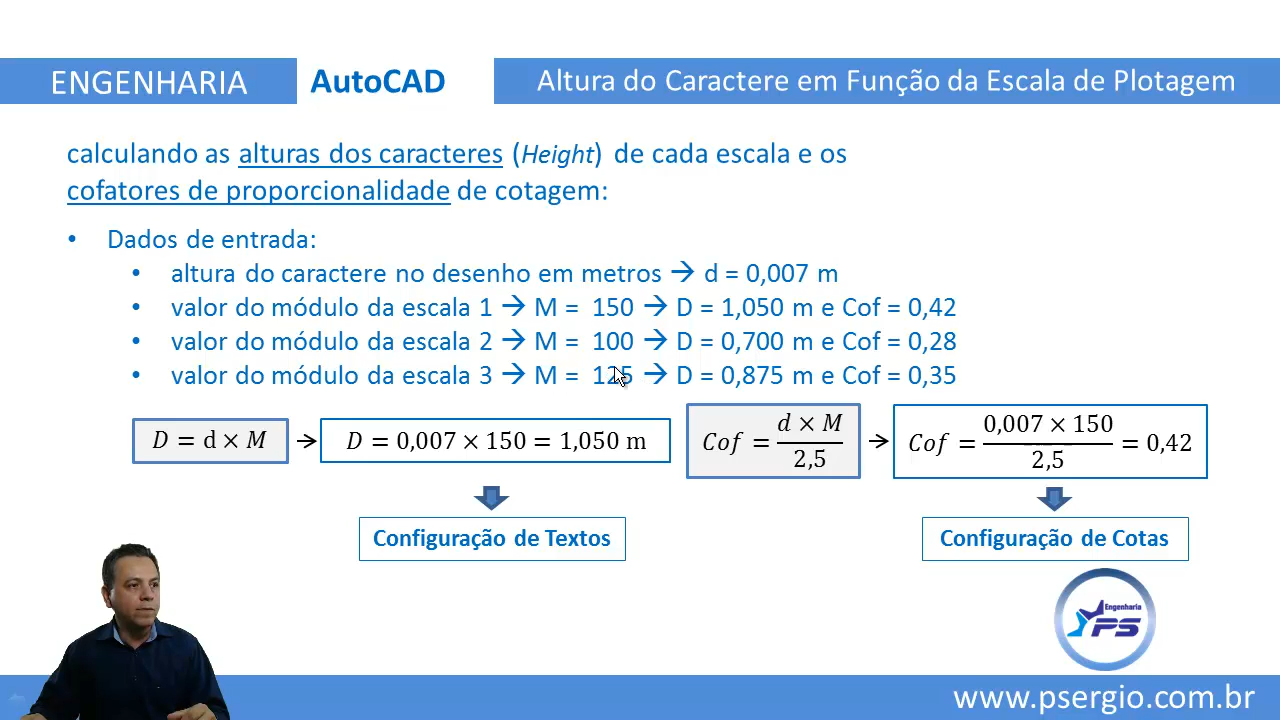 ENGENHARIA AutoCAD Altura do Caractere em Função da Escala de Plotagem
calculando as alturas dos caracteres (Height) de cada escala e os
cofatores de proporcionalidade de cotagem:
• Dados de entrada:
• altura do caractere no desenho em metros → d = 0,007 m
• valor do módulo da escala 1 → M = 150 → D = 1,050 m e Cof = 0,42
• valor do módulo da escala 2 → M = 100 → D = 0,700 m e Cof = 0,28
• valor do módulo da escala 3 → M = 125 → D = 0,875 m e Cof = 0,35
D = d × M → D = 0,007 × 150 = 1,050 m
Cof = d × M / 2,5 → Cof = 0,007 × 150 / 2,5 = 0,42
Configuração de Textos
Configuração de Cotas
Engenharia
PS
www.psergio.com.br